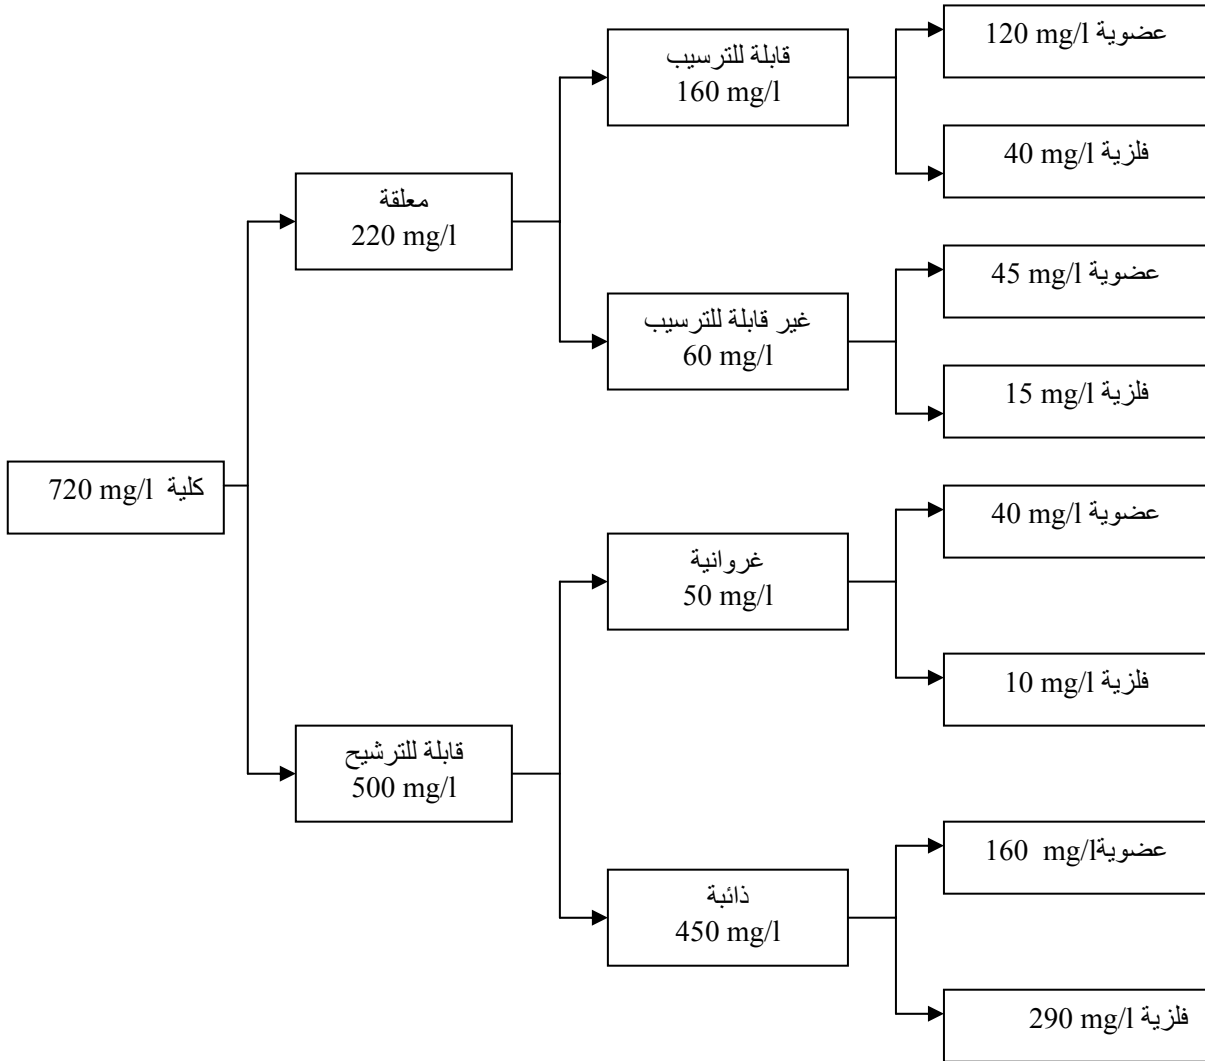 كلية 720 mg/l
معلقة
220 mg/l
قابلة للترسيب
160 mg/l
عضوية 120 mg/l
فلزية 40 mg/l
غير قابلة للترسيب
60 mg/l
عضوية 45 mg/l
فلزية 15 mg/l
قابلة للترشيح
500 mg/l
غروانية
50 mg/l
عضوية 40 mg/l
فلزية 10 mg/l
ذائبة
450 mg/l
عضوية160 mg/l
فلزية 290 mg/l